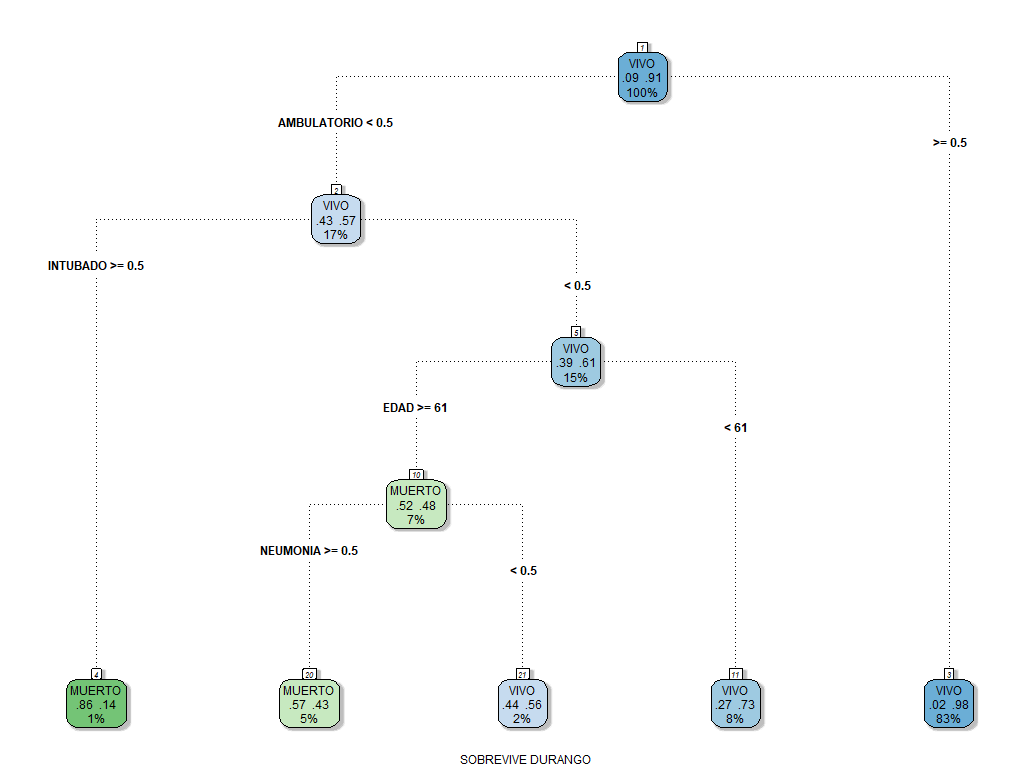 1
VIVO
.09 .91
100%
AMBULATORIO < 0.5
>= 0.5
2
VIVO
.43 .57
17%
INTUBADO >= 0.5
< 0.5
5
VIVO
.39 .61
15%
EDAD >= 61
< 61
10
MUERTO
.52 .48
7%
NEUMONIA >= 0.5
< 0.5
4
MUERTO
.86 .14
1%
20
MUERTO
.57 .43
5%
21
VIVO
.44 .56
2%
11
VIVO
.27 .73
8%
3
VIVO
.02 .98
83%
SOBREVIVE DURANGO